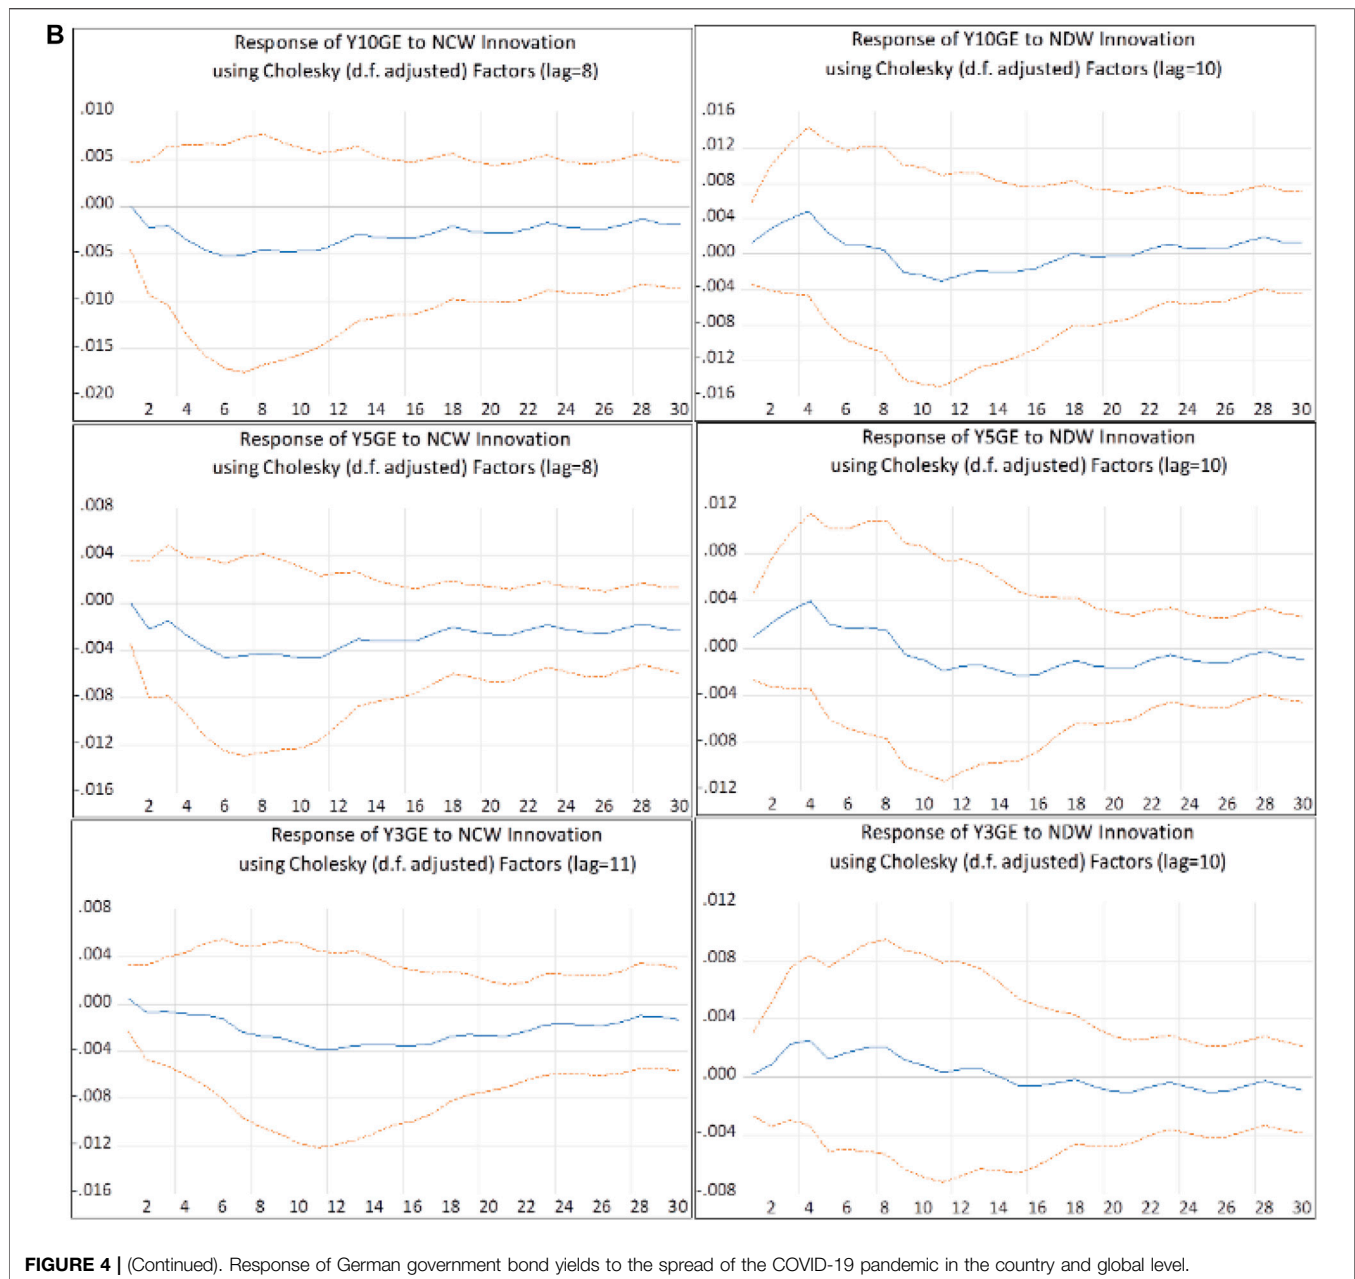 B
Response of Y10GE to NCW Innovation
using Cholesky (d.f. adjusted) Factors (lag=8)
.010
.005
.000
-.005
-.010
-.015
-.020
2 4 6 8 10 12 14 16 18 20 22 24 26 28 30
Response of Y10GE to NDW Innovation
using Cholesky (d.f. adjusted) Factors (lag=10)
.016
.012
.008
.004
.000
-.004
-.008
-.012
-.016
2 4 6 8 10 12 14 16 18 20 22 24 26 28 30
Response of Y5GE to NCW Innovation
using Cholesky (d.f. adjusted) Factors (lag=8)
.008
.004
.000
-.004
-.008
-.012
-.016
2 4 6 8 10 12 14 16 18 20 22 24 26 28 30
Response of Y5GE to NDW Innovation
using Cholesky (d.f. adjusted) Factors (lag=10)
.012
.008
.004
.000
-.004
-.008
-.012
2 4 6 8 10 12 14 16 18 20 22 24 26 28 30
Response of Y3GE to NCW Innovation
using Cholesky (d.f. adjusted) Factors (lag=11)
.008
.004
.000
-.004
-.008
-.012
-.016
2 4 6 8 10 12 14 16 18 20 22 24 26 28 30
Response of Y3GE to NDW Innovation
using Cholesky (d.f. adjusted) Factors (lag=10)
.012
.008
.004
.000
-.004
-.008
2 4 6 8 10 12 14 16 18 20 22 24 26 28 30
FIGURE 4 | (Continued). Response of German government bond yields to the spread of the COVID-19 pandemic in the country and global level.